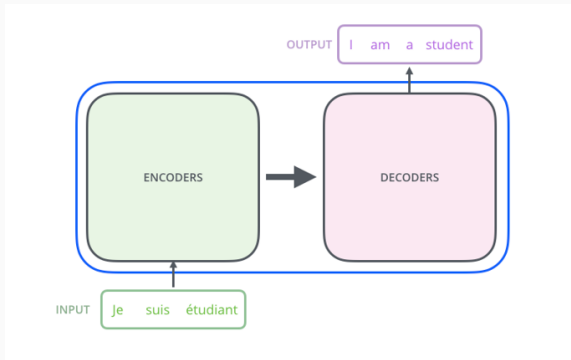 OUTPUT I am a student
ENCODERS DECODERS
INPUT Je suis étudiant